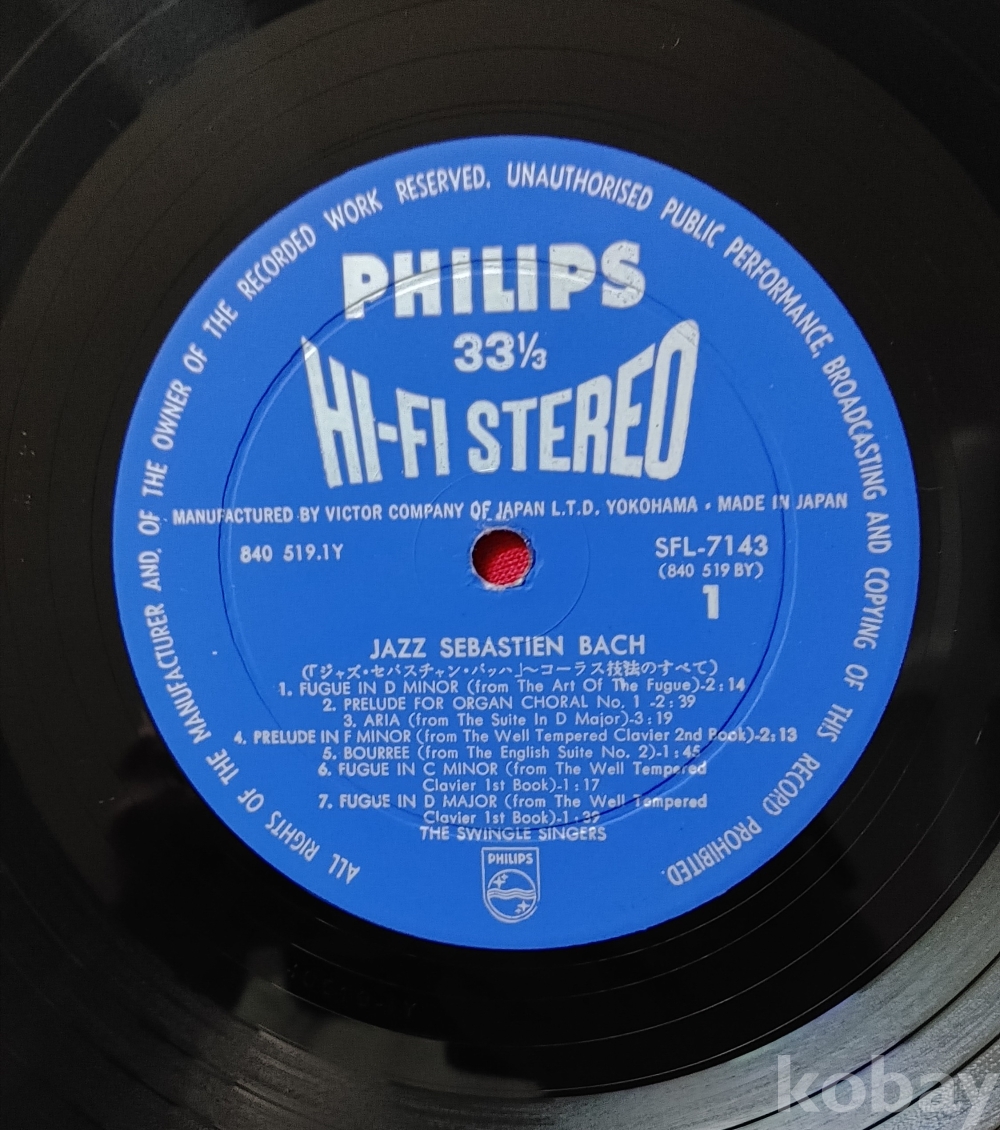 ALL RIGHTS OF THE MANUFACTURER AND, OF THE OWNER OF THE RECORDED WORK RESERVED. UNAUTHORISED PUBLIC PERFORMANCE, BROADCASTING AND COPYING OF THIS RECORD PROHIBITED.
PHILIPS
33⅓
HI-FI STEREO
MANUFACTURED BY VICTOR COMPANY OF JAPAN L.T.D. YOKOHAMA • MADE IN JAPAN
840 519.1Y
SFL-7143
(840 519 BY)
1
JAZZ SEBASTIEN BACH
(「ジャズ・セバスチャン・バッハ」～コーラス技法のすべて)
1. FUGUE IN D MINOR (from The Art Of The Fugue)-2:14
2. PRELUDE FOR ORGAN CHORAL No. 1 -2:39
3. ARIA (from The Suite In D Major)-3:19
4. PRELUDE IN F MINOR (from The Well Tempered Clavier 2nd Book)-2:13
5. BOURREE (from The English Suite No. 2)-1:45
6. FUGUE IN C MINOR (from The Well Tempered
Clavier 1st Book)-1:17
7. FUGUE IN D MAJOR (from The Well Tempered
Clavier 1st Book)-1:39
THE SWINGLE SINGERS
PHILIPS
kobay